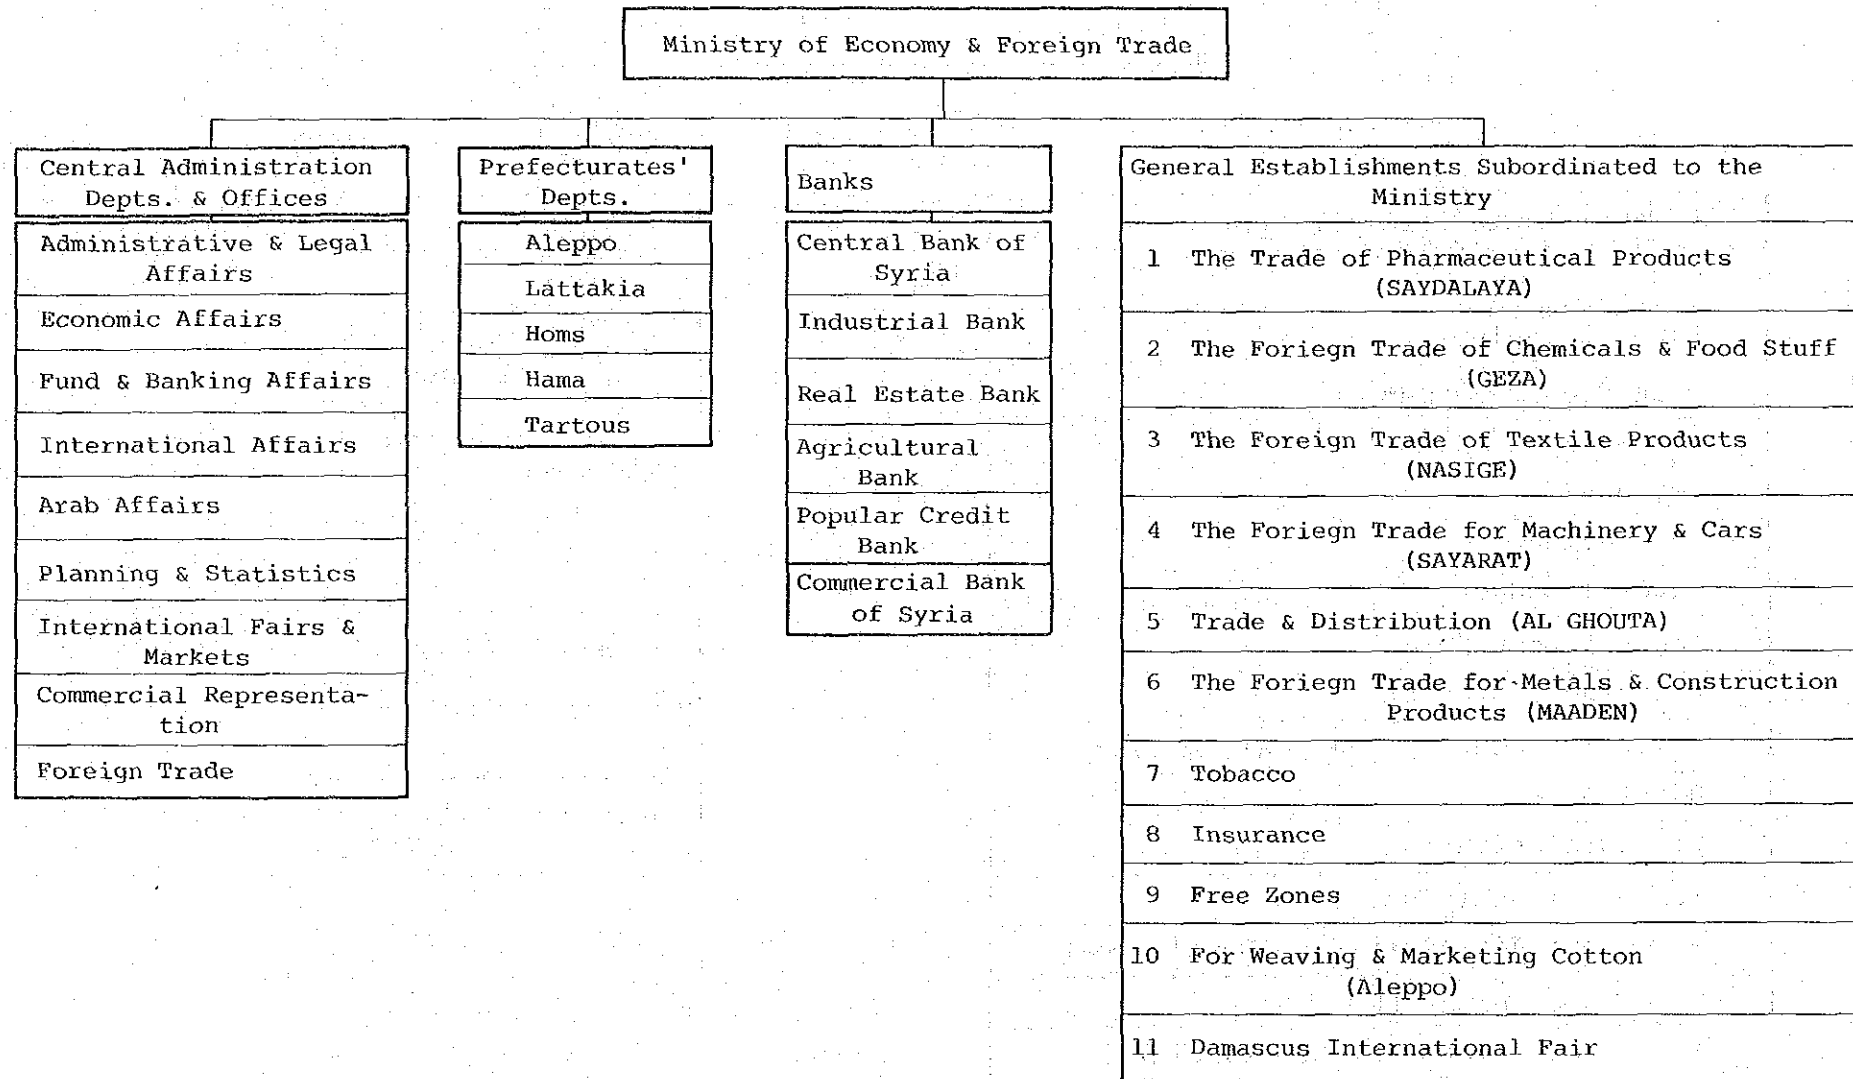 Ministry of Economy & Foreign Trade
Central Administration
Depts. & Offices
Administrative & Legal
Affairs
Economic Affairs
Fund & Banking Affairs
International Affairs
Arab Affairs
Planning & Statistics
International Fairs &
Markets
Commercial Representa-
tion
Foreign Trade
Prefecturates'
Depts.
Aleppo
Lattakia
Homs
Hama
Tartous
Banks
Central Bank of
Syria
Industrial Bank
Real Estate Bank
Agricultural
Bank
Popular Credit
Bank
Commercial Bank
of Syria
General Establishments Subordinated to the
Ministry
1 The Trade of Pharmaceutical Products
(SAYDALAYA)
2 The Foriegn Trade of Chemicals & Food Stuff
(GEZA)
3 The Foreign Trade of Textile Products
(NASIGE)
4 The Foriegn Trade for Machinery & Cars
(SAYARAT)
5 Trade & Distribution (AL GHOUTA)
6 The Foriegn Trade for Metals & Construction
Products (MAADEN)
7 Tobacco
8 Insurance
9 Free Zones
10 For Weaving & Marketing Cotton
(Aleppo)
11 Damascus International Fair